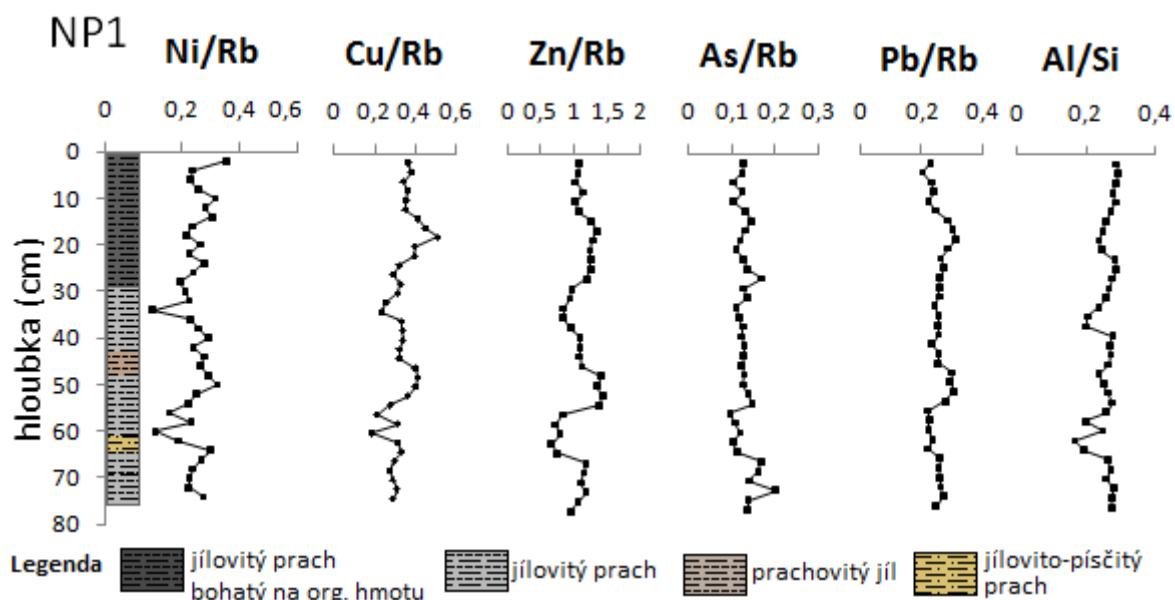 NP1
Ni/Rb Cu/Rb Zn/Rb As/Rb Pb/Rb Al/Si
0 0,2 0,4 0,6 0 0,2 0,4 0,6 0 0,5 1 1,5 2 0 0,1 0,2 0,3 0 0,2 0,4 0 0,2 0,4
0
10
20
30
40
50
60
70
80
hloubka (cm)
Legenda
jílovitý prach
bohatý na org. hmotu
jílovitý prach
prachovitý jíl
jílovito-písčitý
prach